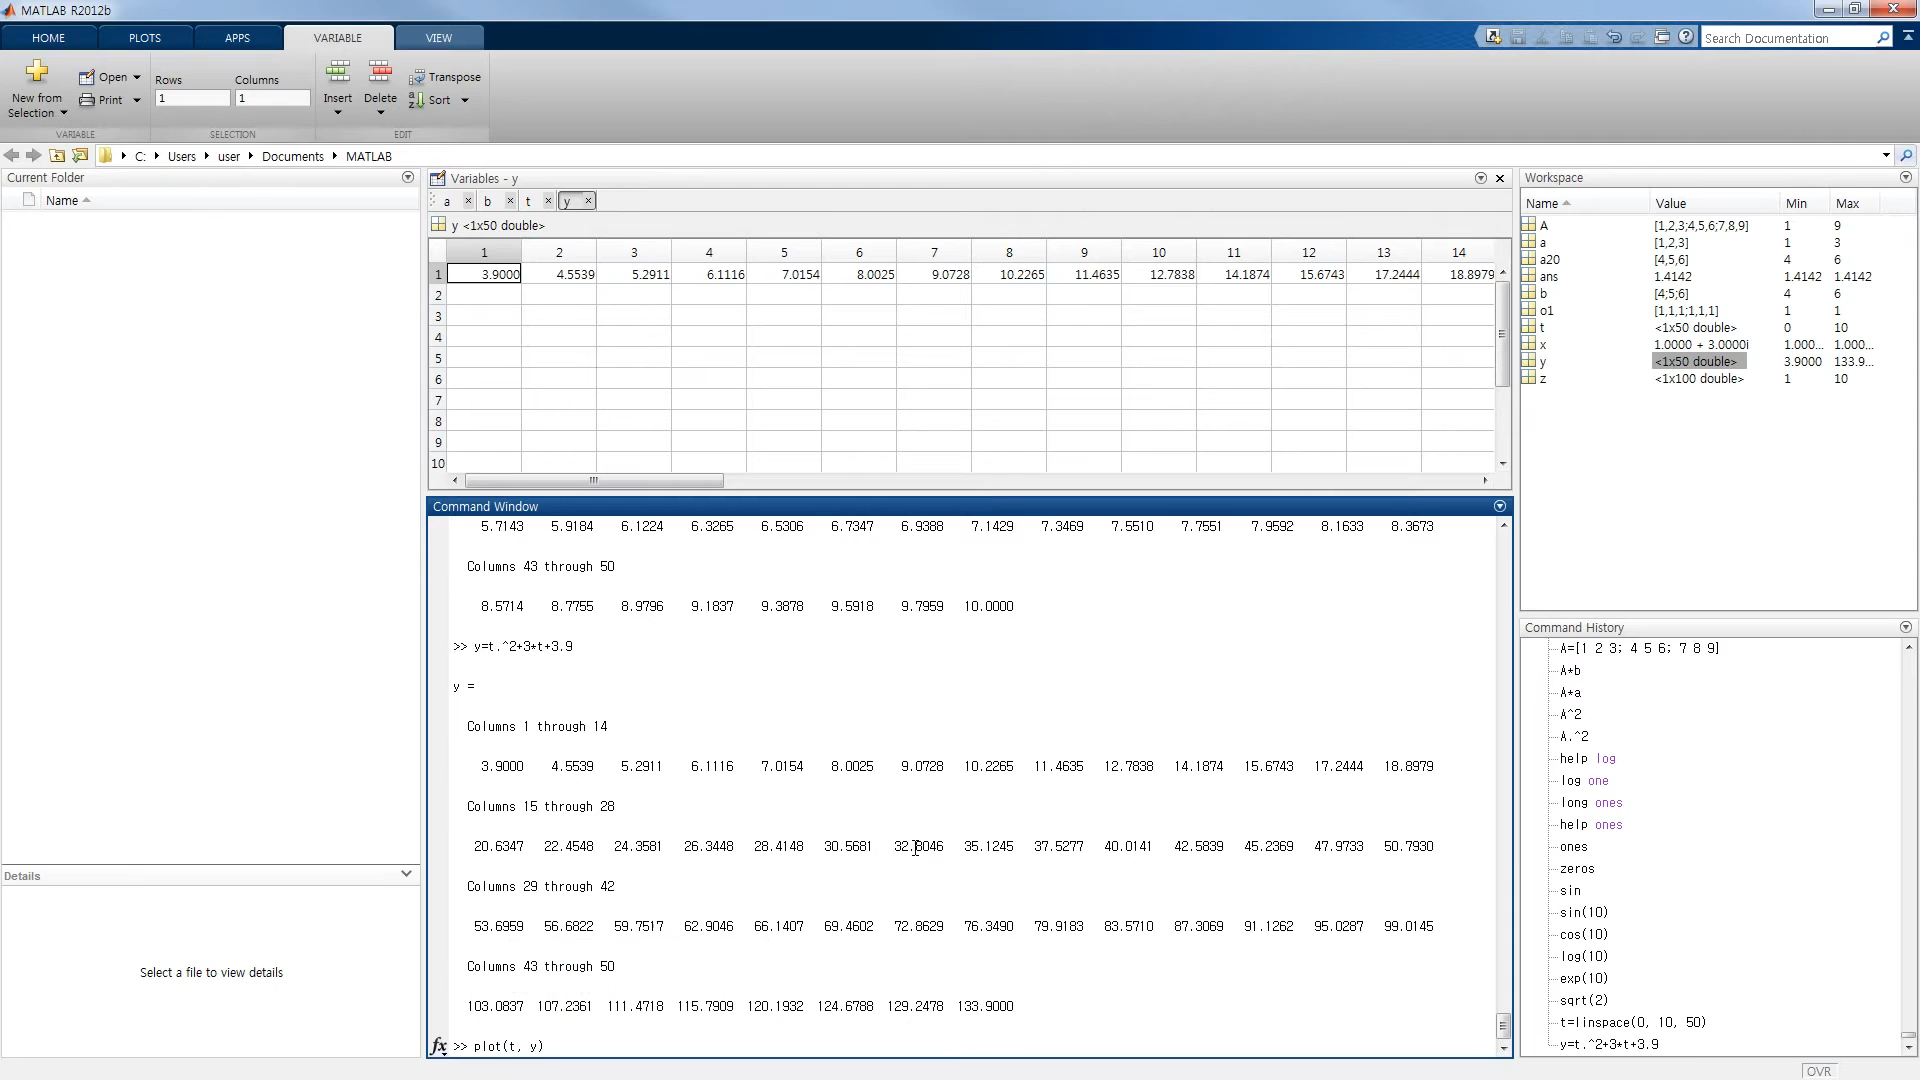 MATLAB R2012b
HOME PLOTS APPS VARIABLE VIEW
Search Documentation
New from Selection
Open
Print
Rows Columns
1 1
Insert Delete
Transpose
Sort
VARIABLE SELECTION EDIT
C: Users user Documents MATLAB
Current Folder
Name
Details
Select a file to view details
Variables - y
a b t y
y <1x50 double>
1 2 3 4 5 6 7 8 9 10 11 12 13 14
1 3.9000 4.5539 5.2911 6.1116 7.0154 8.0025 9.0728 10.2265 11.4635 12.7838 14.1874 15.6743 17.2444 18.8979
2
3
4
5
6
7
8
9
10
Command Window
5.7143 5.9184 6.1224 6.3265 6.5306 6.7347 6.9388 7.1429 7.3469 7.5510 7.7551 7.9592 8.1633 8.3673
Columns 43 through 50
8.5714 8.7755 8.9796 9.1837 9.3878 9.5918 9.7959 10.0000
>> y=t.^2+3*t+3.9
y =
Columns 1 through 14
3.9000 4.5539 5.2911 6.1116 7.0154 8.0025 9.0728 10.2265 11.4635 12.7838 14.1874 15.6743 17.2444 18.8979
Columns 15 through 28
20.6347 22.4548 24.3581 26.3448 28.4148 30.5681 32.8046 35.1245 37.5277 40.0141 42.5839 45.2369 47.9733 50.7930
Columns 29 through 42
53.6959 56.6822 59.7517 62.9046 66.1407 69.4602 72.8629 76.3490 79.9183 83.5710 87.3069 91.1262 95.0287 99.0145
Columns 43 through 50
103.0837 107.2361 111.4718 115.7909 120.1932 124.6788 129.2478 133.9000
fx >> plot(t, y)
Workspace
Name Value Min Max
A [1,2,3;4,5,6;7,8,9] 1 9
a [1,2,3] 1 3
a20 [4,5,6] 4 6
ans 1.4142 1.4142 1.4142
b [4;5;6] 4 6
o1 [1,1,1;1,1,1] 1 1
t <1x50 double> 0 10
x 1.0000 + 3.0000i 1.000... 1.000...
y <1x50 double> 3.9000 133.9...
z <1x100 double> 1 10
Command History
A=[1 2 3; 4 5 6; 7 8 9]
A*b
A*a
A^2
A.^2
help log
log one
long ones
help ones
ones
zeros
sin
sin(10)
cos(10)
log(10)
exp(10)
sqrt(2)
t=linspace(0, 10, 50)
y=t.^2+3*t+3.9
OVR